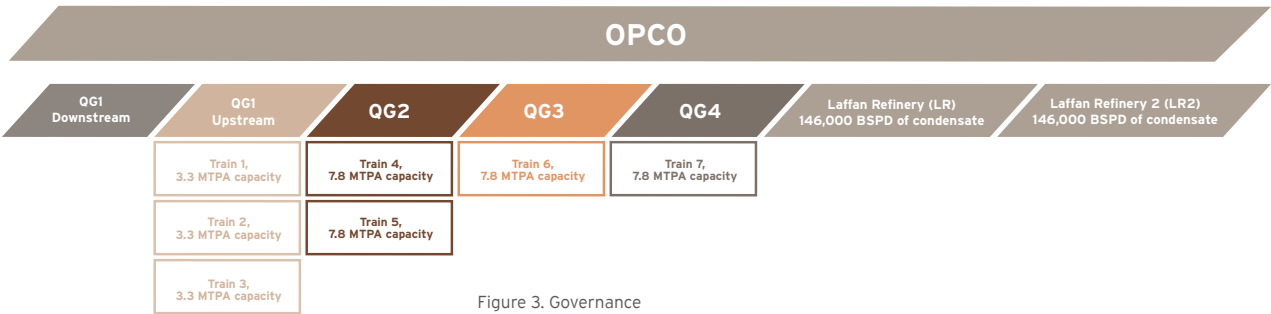 OPCO
QG1
Downstream
QG1
Upstream
QG2
QG3
QG4
Laffan Refinery (LR)
146,000 BSPD of condensate
Laffan Refinery 2 (LR2)
146,000 BSPD of condensate
Train 1,
3.3 MTPA capacity
Train 4,
7.8 MTPA capacity
Train 6,
7.8 MTPA capacity
Train 7,
7.8 MTPA capacity
Train 2,
3.3 MTPA capacity
Train 5,
7.8 MTPA capacity
Train 3,
3.3 MTPA capacity
Figure 3. Governance